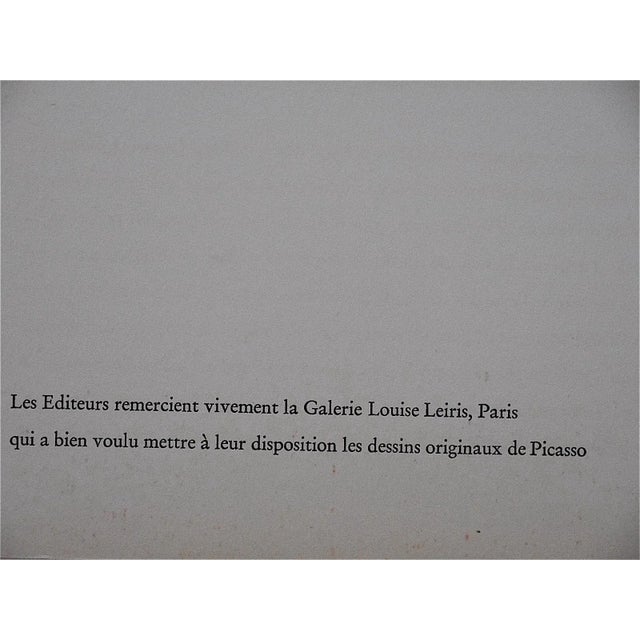 Les Editeurs remercient vivement la Galerie Louise Leiris, Paris
qui a bien voulu mettre à leur disposition les dessins originaux de Picasso